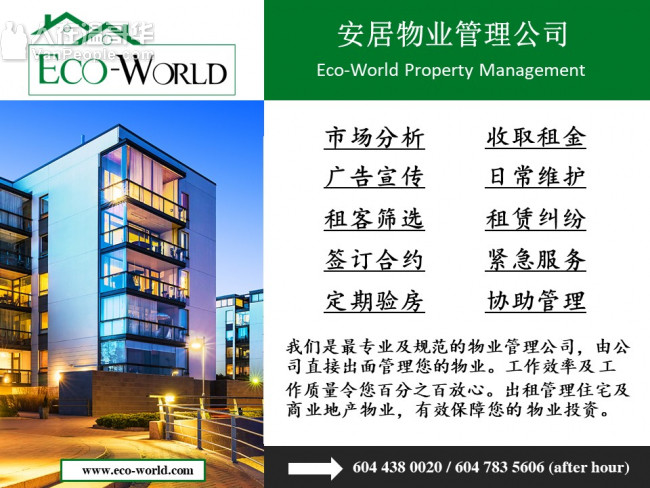 人在温哥华
VanPeople.com
ECO-WORLD
安居物业管理公司
Eco-World Property Management
市场分析 收取租金
广告宣传 日常维护
租客筛选 租赁纠纷
签订合约 紧急服务
定期验房 协助管理
我们是最专业及规范的物业管理公司，由公
司直接出面管理您的物业。工作效率及工
作质量令您百分之百放心。出租管理住宅及
商业地产物业，有效保障您的物业投资。
www.eco-world.com
604 438 0020 / 604 783 5606 (after hour)